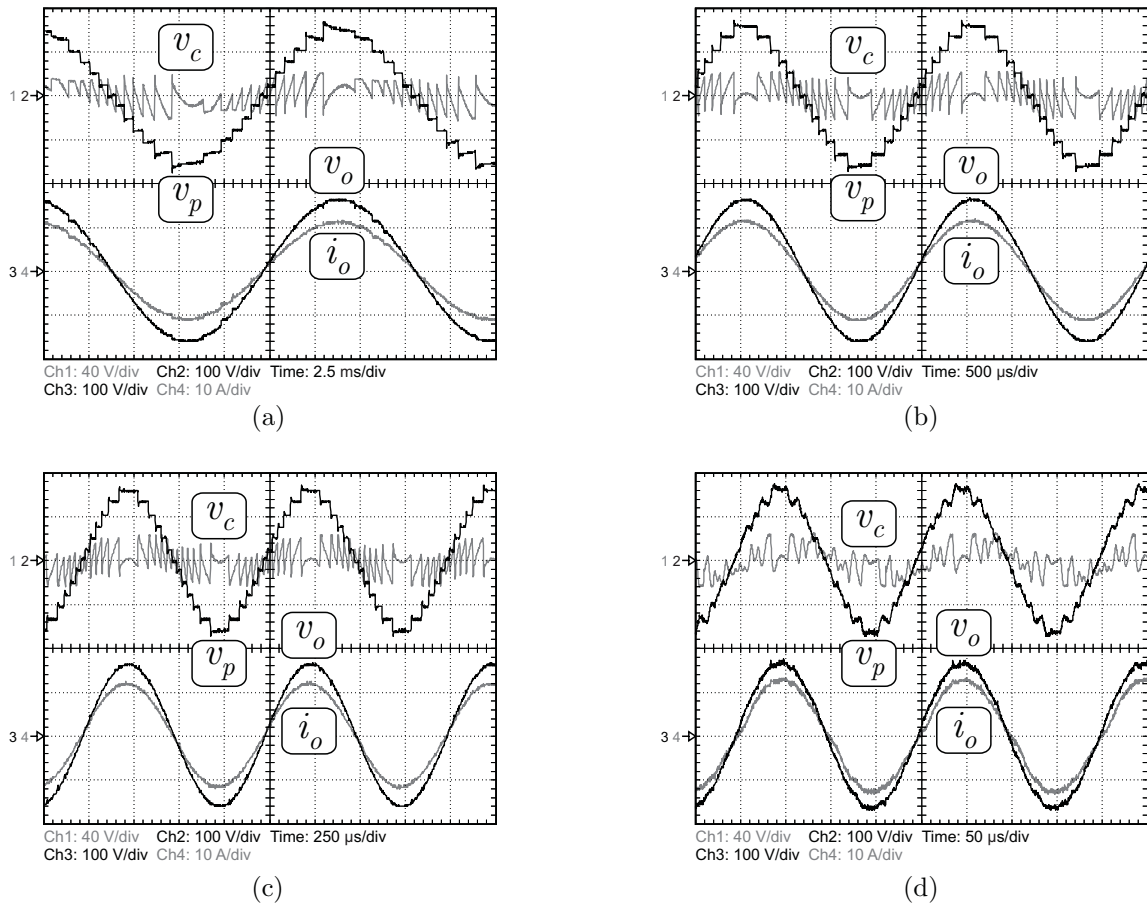 v_c
1 2
v_p v_o
3 4 i_o
Ch1: 40 V/div Ch2: 100 V/div Time: 2.5 ms/div
Ch3: 100 V/div Ch4: 10 A/div
(a)
v_c
1 2
v_p v_o
3 4 i_o
Ch1: 40 V/div Ch2: 100 V/div Time: 500 µs/div
Ch3: 100 V/div Ch4: 10 A/div
(b)
v_c
1 2
v_p v_o
3 4 i_o
Ch1: 40 V/div Ch2: 100 V/div Time: 250 µs/div
Ch3: 100 V/div Ch4: 10 A/div
(c)
v_c
1 2
v_p v_o
3 4 i_o
Ch1: 40 V/div Ch2: 100 V/div Time: 50 µs/div
Ch3: 100 V/div Ch4: 10 A/div
(d)